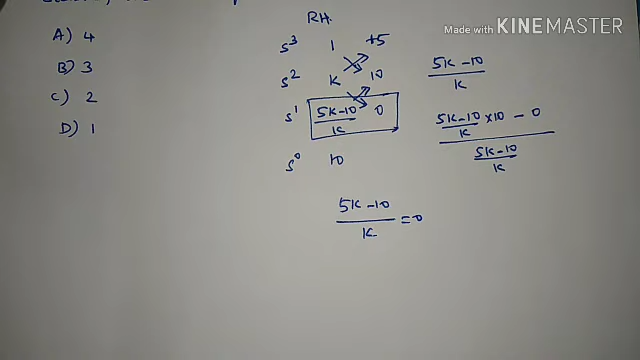 Made with KINEMASTER
A) 4
B) 3
C) 2
D) 1
RH.
s³ 1 +5
s² K 10
s¹ 5K-10/K 0
s⁰ 10
5K-10/K
5K-10/K × 10 - 0
5K-10/K
5K-10/K = 0